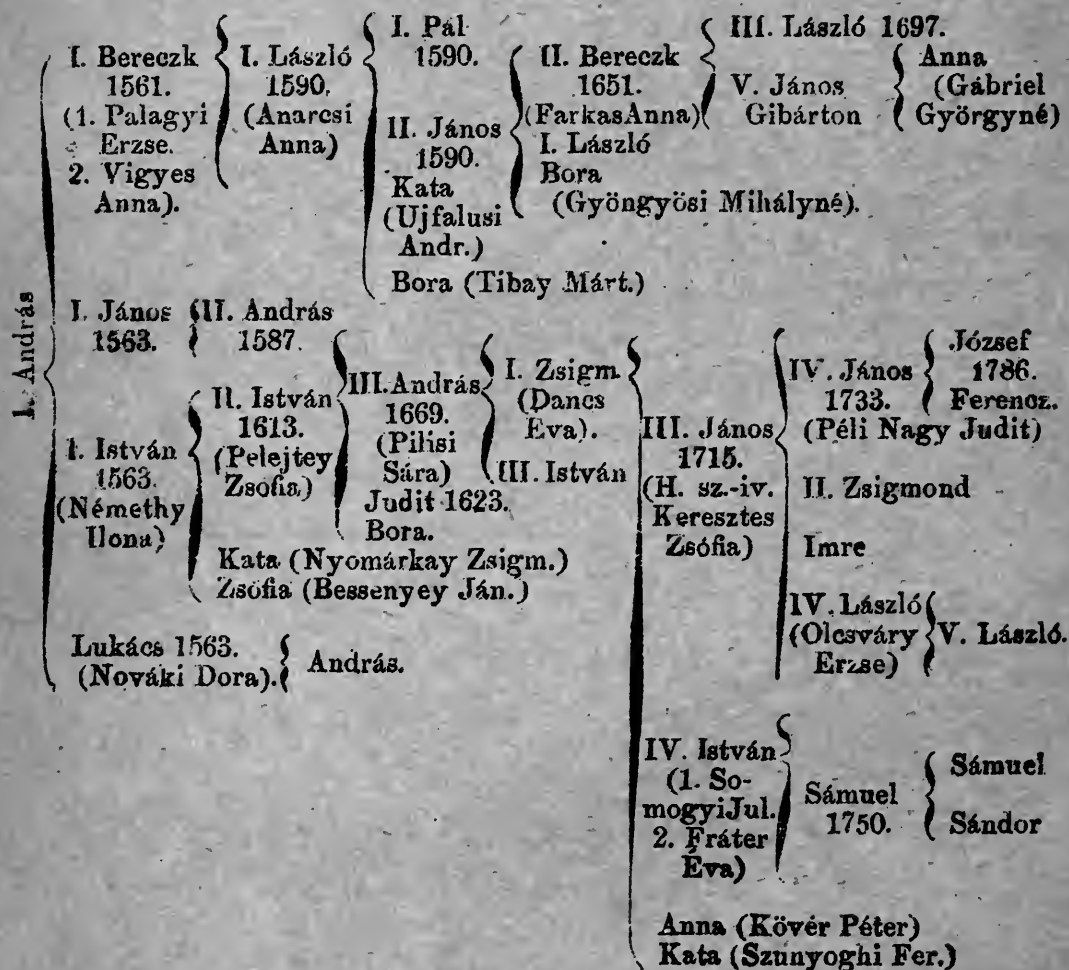 I. András
I. Bereczk
1561.
(1. Palagyi
Erzse.
2. Vigyes
Anna).
I. László
1590.
(Anarcsi
Anna)
I. Pál
1590.
II. János
1590.
Kata
(Ujfalusi
Andr.)
Bora (Tibay Márt.)
II. Bereczk
1651.
(Farkas Anna)
I. László
Bora
(Gyöngyösi Mihályné).
III. László 1697.
V. János
Gibárton
Anna
(Gábriel
Györgyné)
I. János
1563.
II. András
1587.
I. István
1563.
(Némethy
Ilona)
II. István
1613.
(Pelejtey
Zsófia)
Kata (Nyomárkay Zsigm.)
Zsófia (Bessenyey Ján.)
III. András
1669.
(Pilisi
Sára)
Judit 1623.
Bora.
I. Zsigm.
(Dancs
Éva).
III. István
III. János
1715.
(H. sz.-iv.
Keresztes
Zsófia)
IV. János
1733.
(Péli Nagy Judit)
József
1786.
Ferencz.
II. Zsigmond
Imre
IV. László
(Olcsváry
Erzse)
V. László.
IV. István
(1. So-
mogyi Jul.
2. Fráter
Éva)
Sámuel
1750.
Sámuel
Sándor
Anna (Kövér Péter)
Kata (Szunyoghi Fer.)
Lukács 1563.
(Nováki Dora).
András.